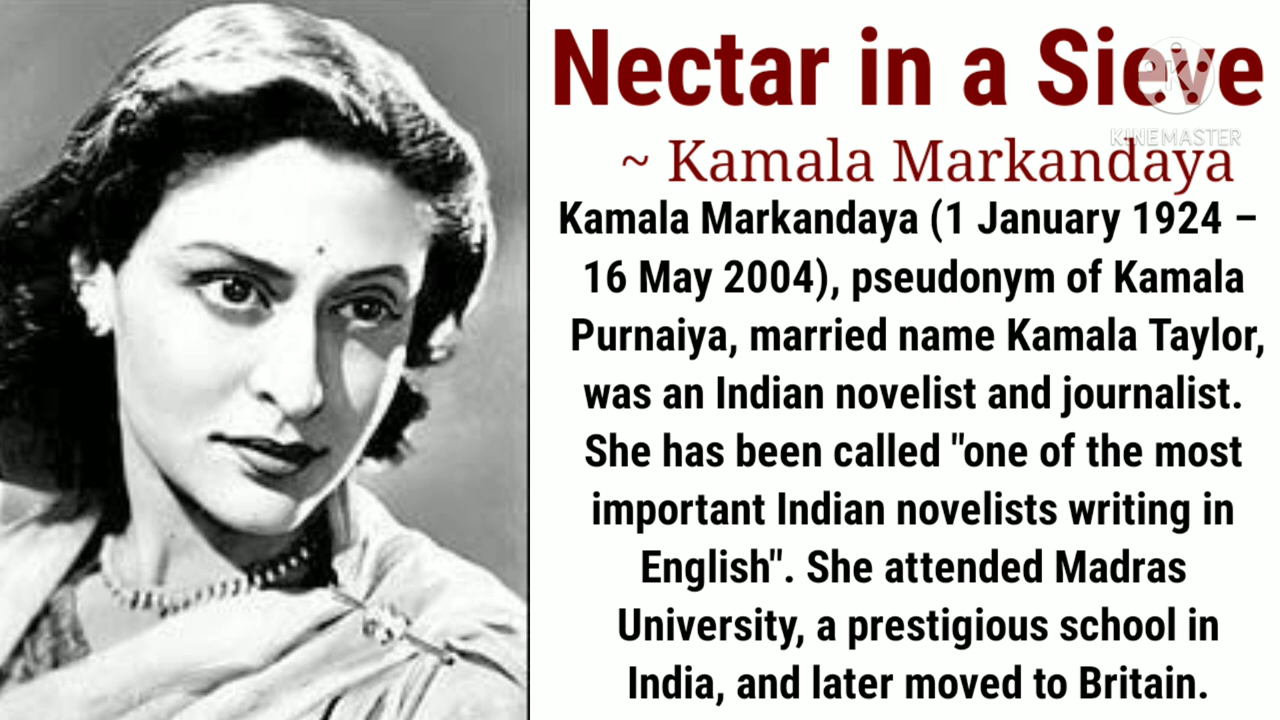 Nectar in a Sieve
KINEMASTER
~ Kamala Markandaya
Kamala Markandaya (1 January 1924 –
16 May 2004), pseudonym of Kamala
Purnaiya, married name Kamala Taylor,
was an Indian novelist and journalist.
She has been called "one of the most
important Indian novelists writing in
English". She attended Madras
University, a prestigious school in
India, and later moved to Britain.